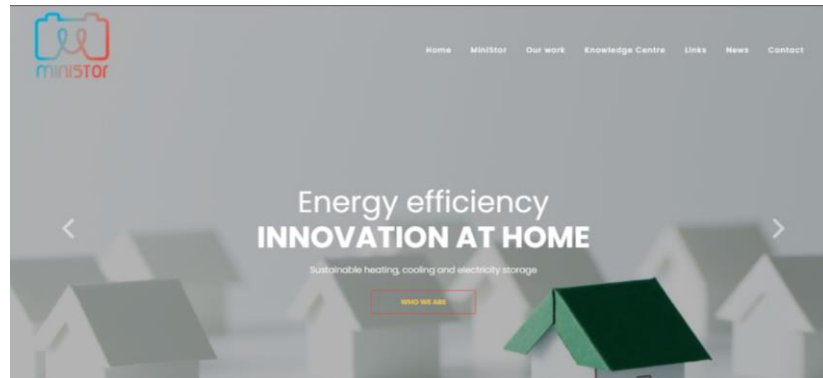 ministor
Home MiniStor Our work Knowledge Centre Links News Contact
Energy efficiency
INNOVATION AT HOME
Sustainable heating, cooling and electricity storage
WHO WE ARE